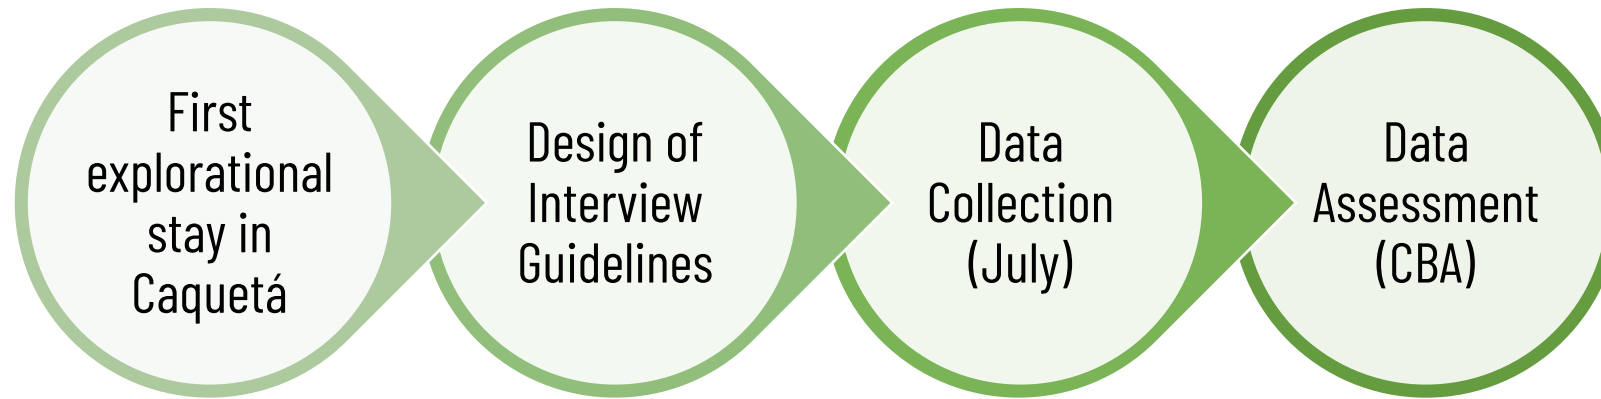 First
explorational
stay in
Caquetá
Design of
Interview
Guidelines
Data
Collection
(July)
Data
Assessment
(CBA)